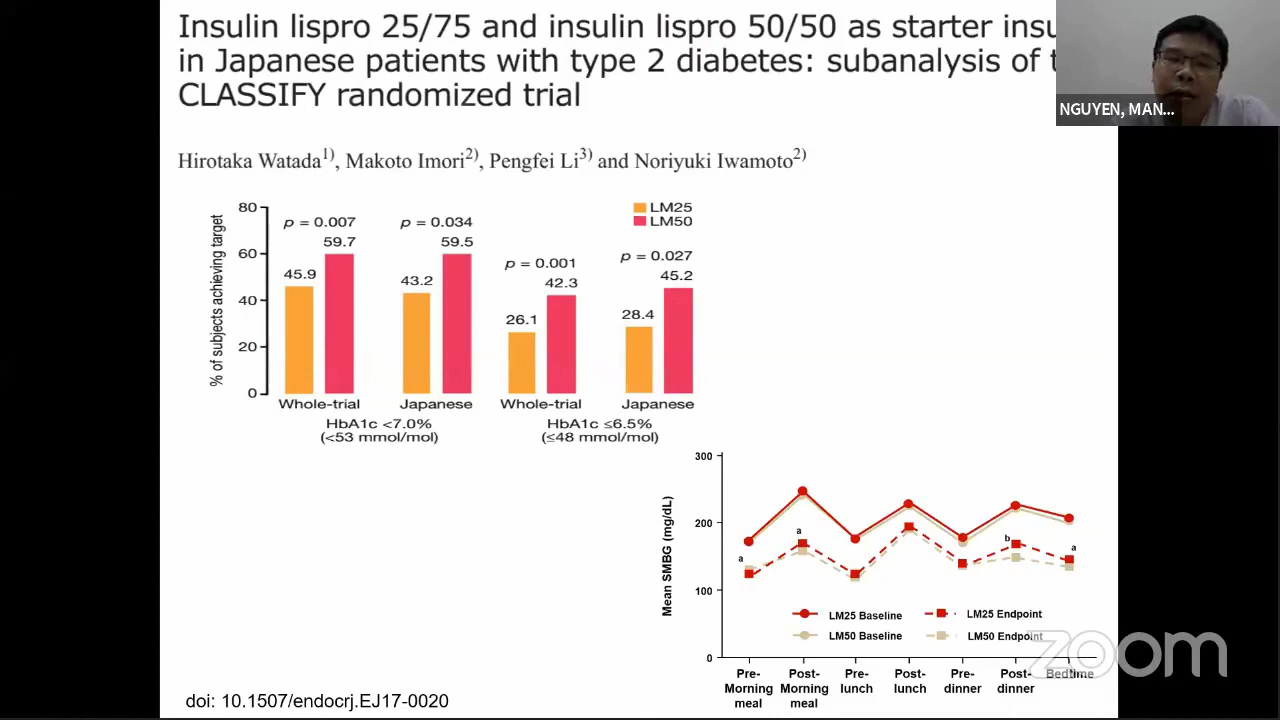 Insulin lispro 25/75 and insulin lispro 50/50 as starter
in Japanese patients with type 2 diabetes: subanalysis of
CLASSIFY randomized trial
NGUYEN, MAN...
Hirotaka Watada1), Makoto Imori2), Pengfei Li3) and Noriyuki Iwamoto2)
% of subjects achieving target
80
60
40
20
0
LM25
LM50
p = 0.007
59.7
45.9
p = 0.034
59.5
43.2
p = 0.001
42.3
26.1
p = 0.027
45.2
28.4
Whole-trial Japanese Whole-trial Japanese
HbA1c <7.0% HbA1c ≤6.5%
(<53 mmol/mol) (≤48 mmol/mol)
Mean SMBG (mg/dL)
300
200
100
0
a
a
b
a
LM25 Baseline LM25 Endpoint
LM50 Baseline LM50 Endpoint
zoom
Pre- Post- Pre- Post- Pre- Post- Bedtime
Morning Morning lunch lunch dinner dinner
meal meal
doi: 10.1507/endocrj.EJ17-0020